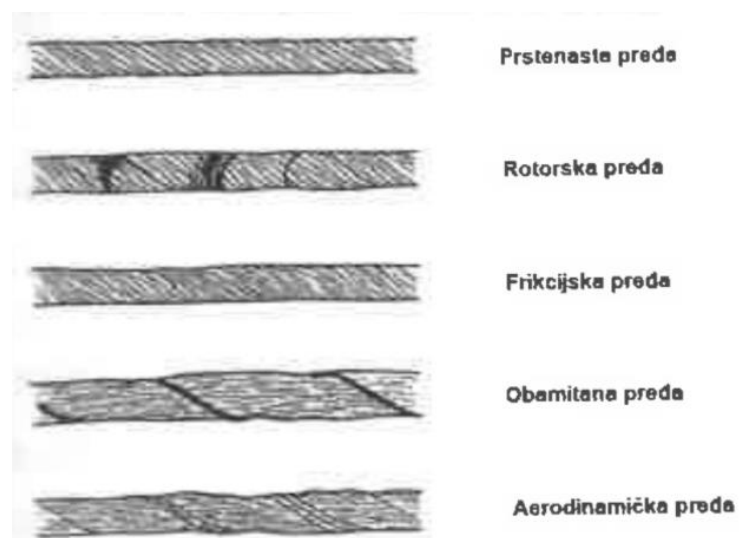 Prstenasta pređa
Rotorska pređa
Frikcijska pređa
Obamitana pređa
Aerodinamička pređa